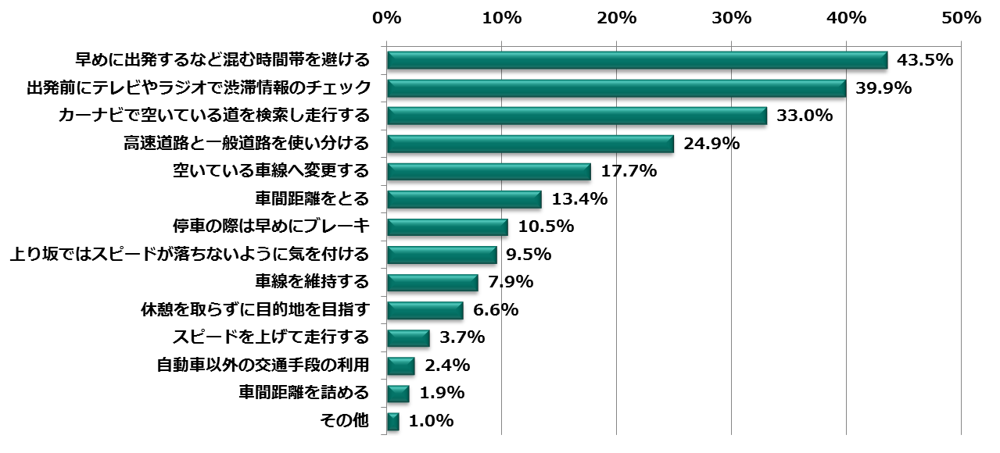 0% 10% 20% 30% 40% 50%
早めに出発するなど混む時間帯を避ける 43.5%
出発前にテレビやラジオで渋滞情報のチェック 39.9%
カーナビで空いている道を検索し走行する 33.0%
高速道路と一般道路を使い分ける 24.9%
空いている車線へ変更する 17.7%
車間距離をとる 13.4%
停車の際は早めにブレーキ 10.5%
上り坂ではスピードが落ちないように気を付ける 9.5%
車線を維持する 7.9%
休憩を取らずに目的地を目指す 6.6%
スピードを上げて走行する 3.7%
自動車以外の交通手段の利用 2.4%
車間距離を詰める 1.9%
その他 1.0%